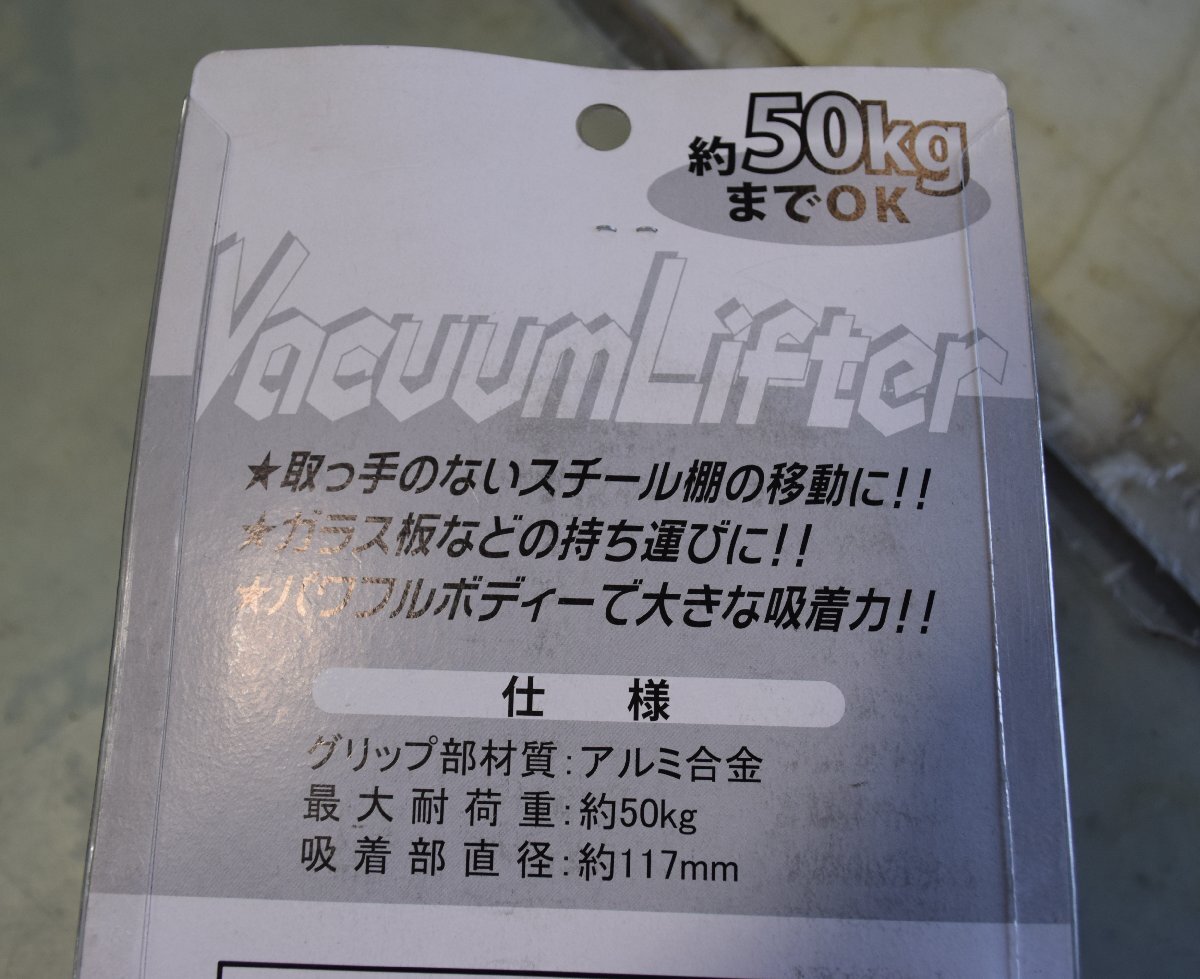 約50kg
までOK
VacuumLifter
★取っ手のないスチール棚の移動に!!
★ガラス板などの持ち運びに!!
★パワフルボディーで大きな吸着力!!
仕 様
グリップ部材質:アルミ合金
最大耐荷重:約50kg
吸着部直径:約117mm